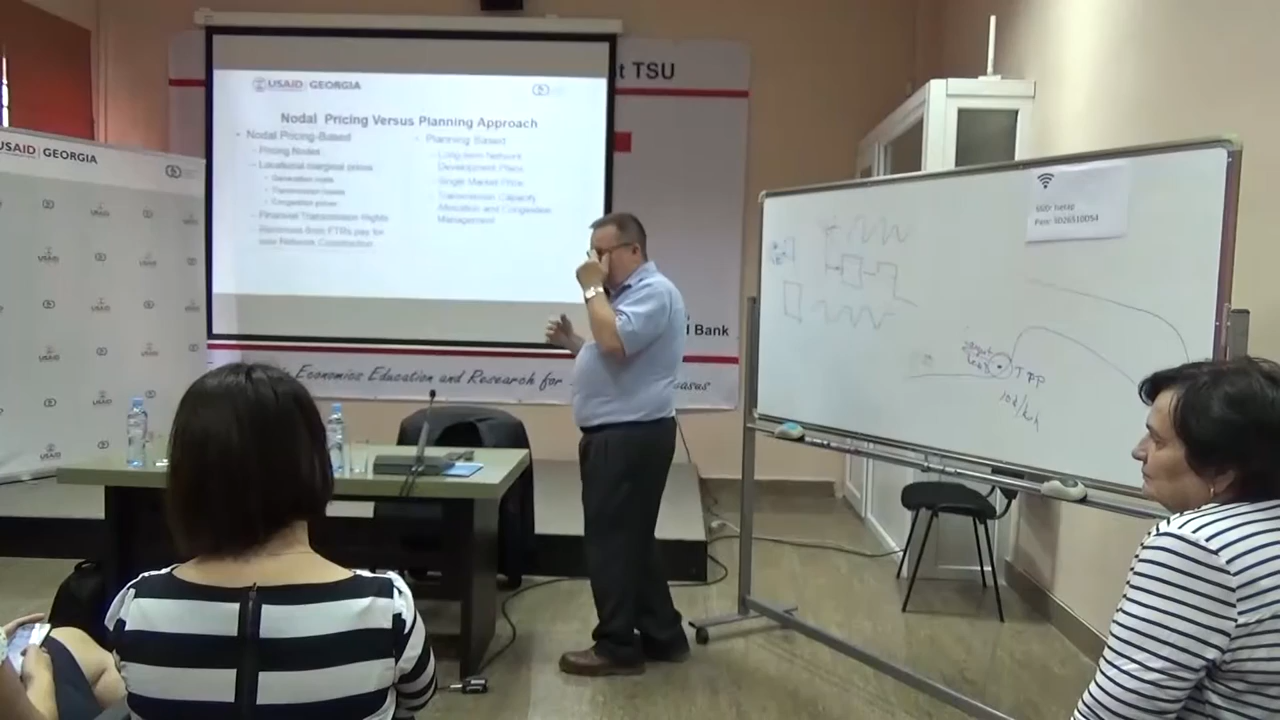 t TSU
USAID | GEORGIA
Nodal Pricing Versus Planning Approach
• Nodal Pricing-Based
– Pricing Nodes
– Locational marginal prices
• Generation costs
• Transmission losses
• Congestion prices
– Financial Transmission Rights
– Revenues from FTRs pay for
new Network Construction
• Planning Based
– Long-term Network
Development Plans
– Single Market Price
– Transmission Capacity
Allocation and Congestion
Management
USAID | GEORGIA
d Bank
Economics Education and Research for
casus
TPP